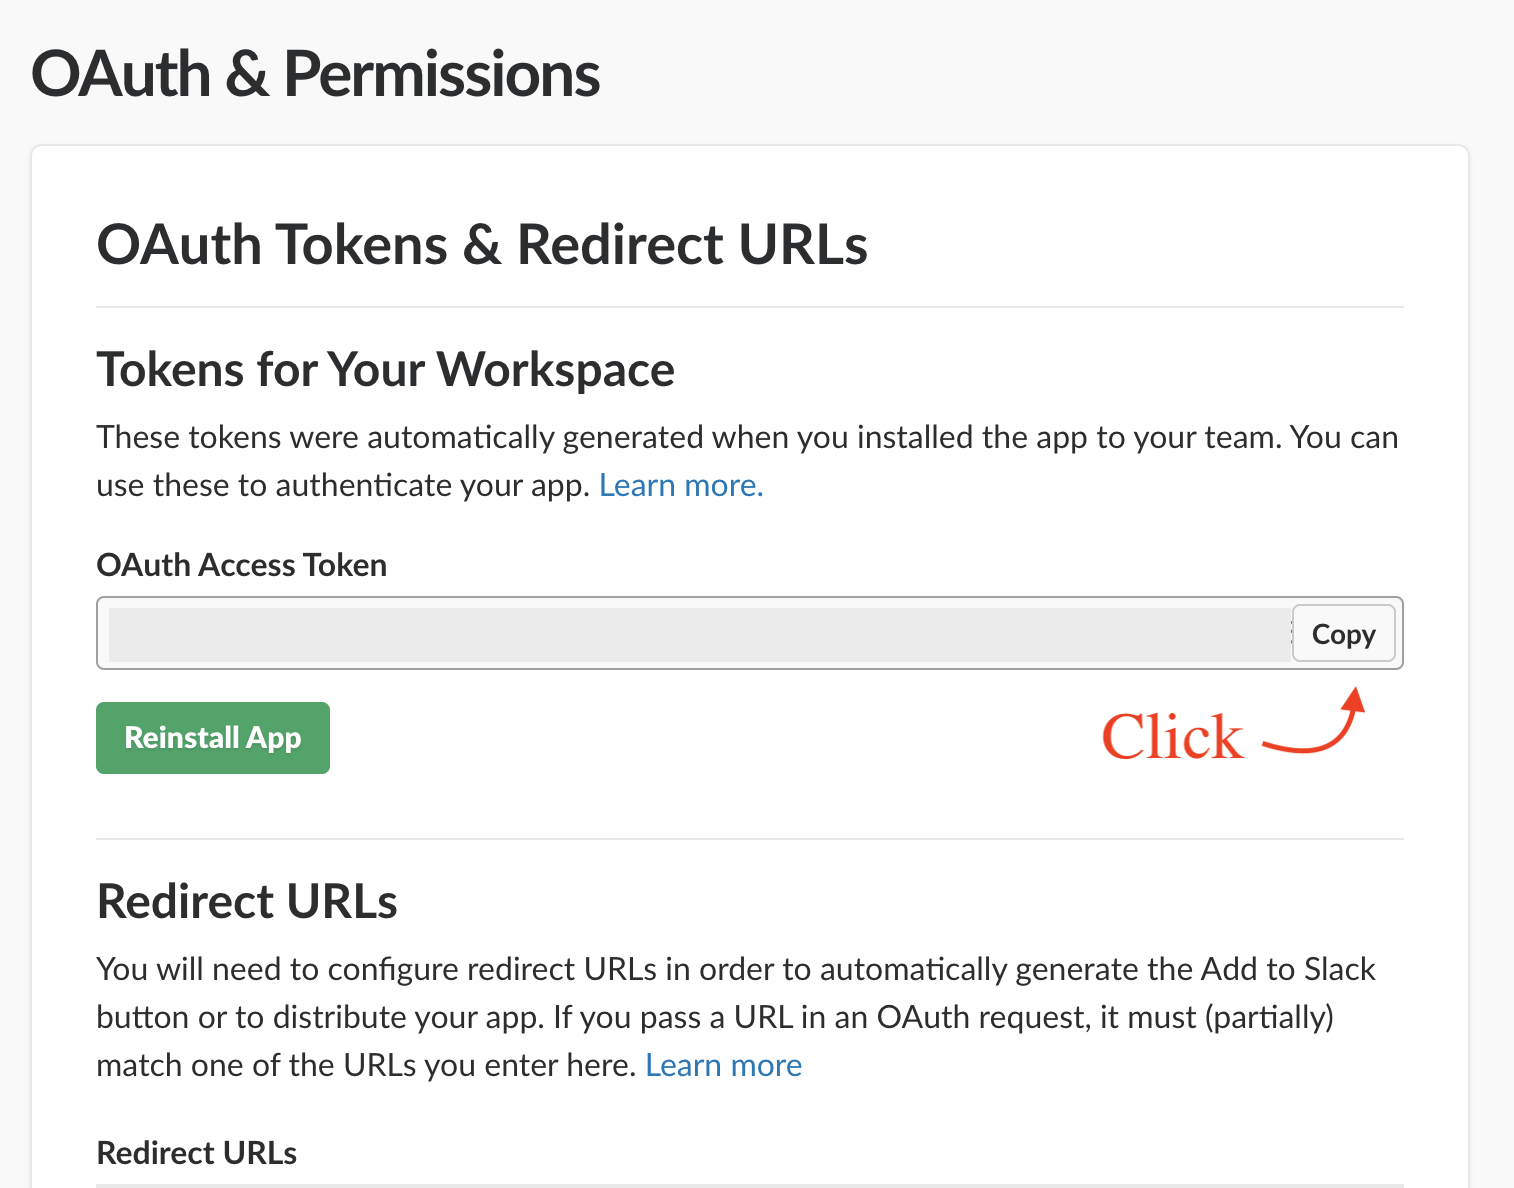 OAuth & Permissions
OAuth Tokens & Redirect URLs
Tokens for Your Workspace
These tokens were automatically generated when you installed the app to your team. You can
use these to authenticate your app. Learn more.
OAuth Access Token
Copy
Reinstall App
Click
Redirect URLs
You will need to configure redirect URLs in order to automatically generate the Add to Slack
button or to distribute your app. If you pass a URL in an OAuth request, it must (partially)
match one of the URLs you enter here. Learn more
Redirect URLs